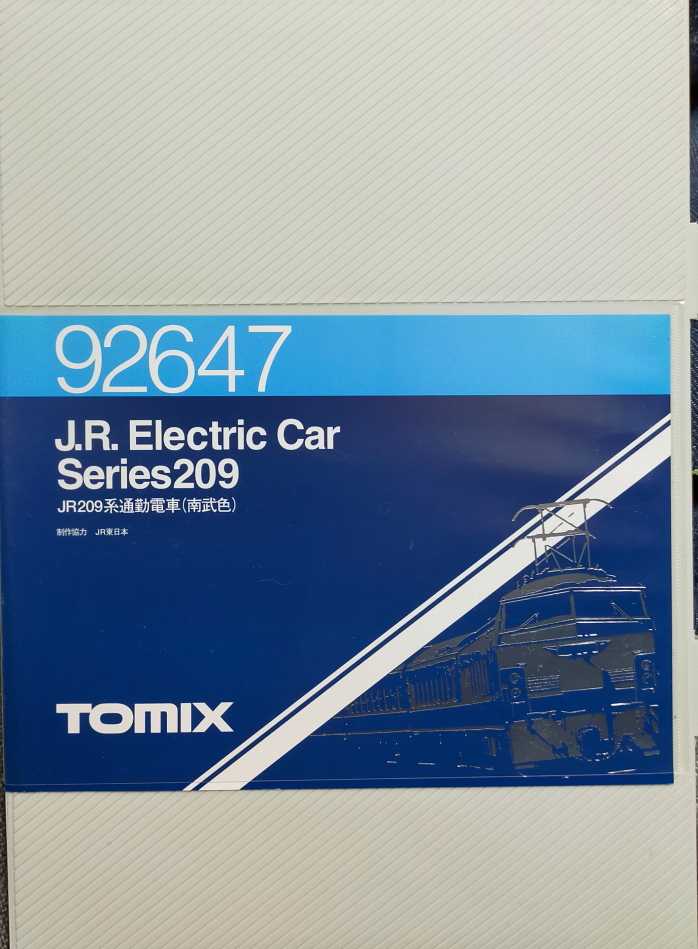 92647
J.R. Electric Car
Series209
JR209系通勤電車(南武色)
制作協力 JR東日本
TOMIX